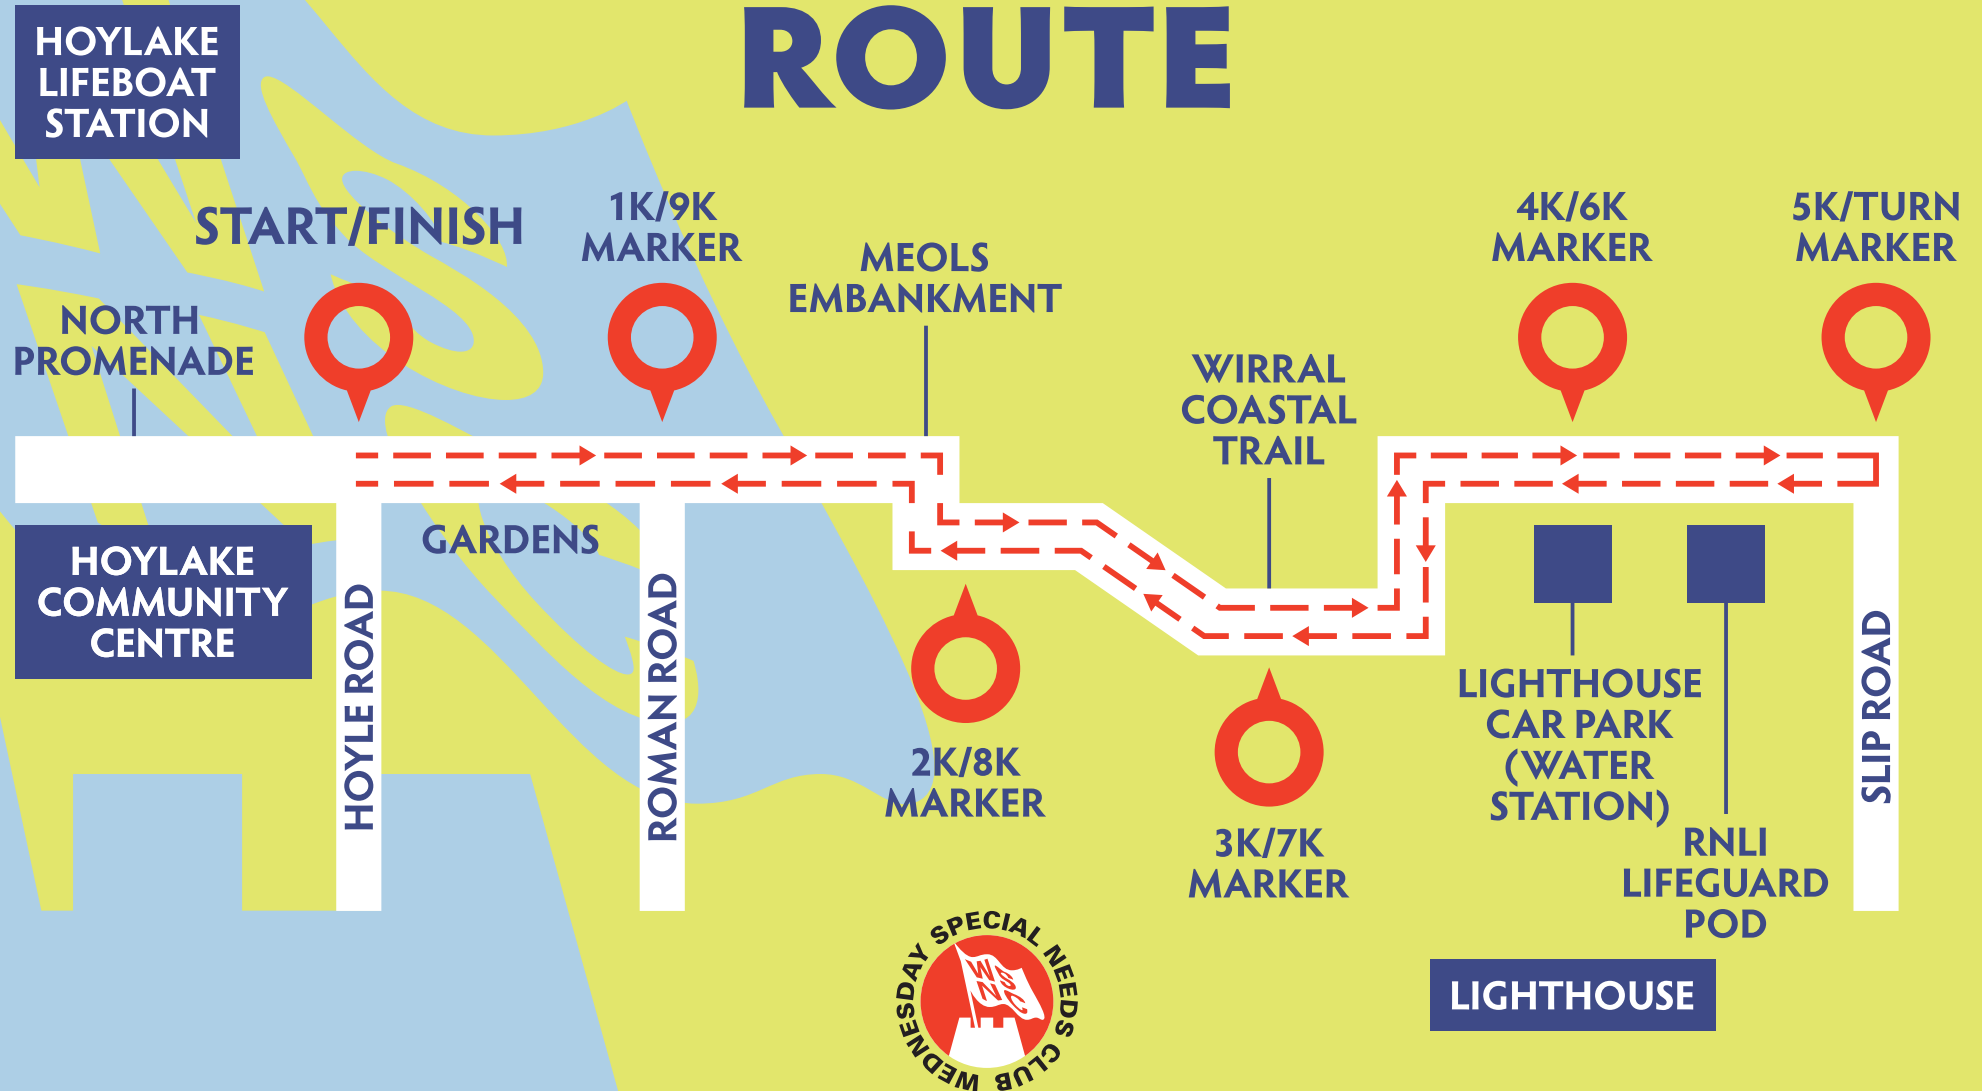 ROUTE
HOYLAKE
LIFEBOAT
STATION
START/FINISH
1K/9K
MARKER
4K/6K
MARKER
5K/TURN
MARKER
MEOLS
EMBANKMENT
NORTH
PROMENADE
WIRRAL
COASTAL
TRAIL
GARDENS
HOYLAKE
COMMUNITY
CENTRE
HOYLE ROAD
ROMAN ROAD
2K/8K
MARKER
3K/7K
MARKER
LIGHTHOUSE
CAR PARK
(WATER
STATION)
RNLI
LIFEGUARD
POD
SLIP ROAD
LIGHTHOUSE
WEDNESDAY SPECIAL NEEDS CLUB
WS
NC